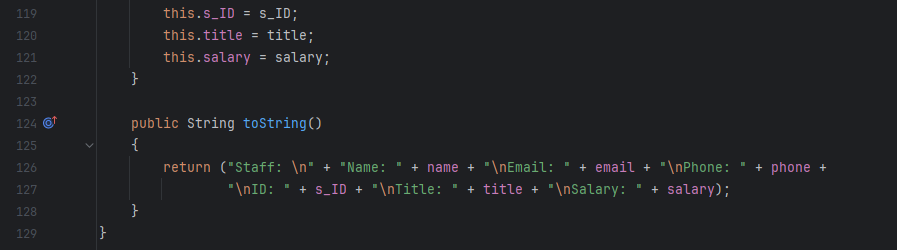 119 this.s_ID = s_ID;
120 this.title = title;
121 this.salary = salary;
122 }
123
124 public String toString()
125 {
126 return ("Staff: \n" + "Name: " + name + "\nEmail: " + email + "\nPhone: " + phone +
127 "\nID: " + s_ID + "\nTitle: " + title + "\nSalary: " + salary);
128 }
129 }